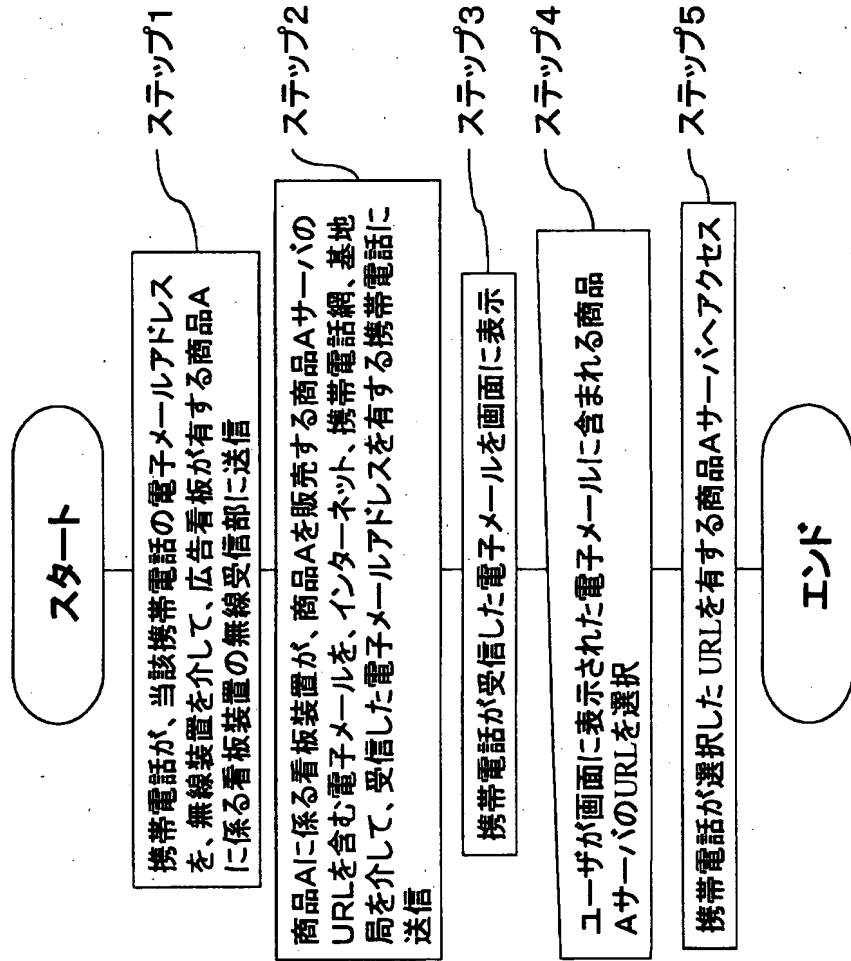 スタート
携帯電話が、当該携帯電話の電子メールアドレス
を、無線装置を介して、広告看板が有する商品A
に係る看板装置の無線受信部に送信
ステップ1
商品Aに係る看板装置が、商品Aを販売する商品Aサーバの
URLを含む電子メールを、インターネット、携帯電話網、基地
局を介して、受信した電子メールアドレスを有する携帯電話に
送信
ステップ2
携帯電話が受信した電子メールを画面に表示
ステップ3
ユーザが画面に表示された電子メールに含まれる商品
AサーバのURLを選択
ステップ4
携帯電話が選択した URLを有する商品Aサーバへアクセス
ステップ5
エンド